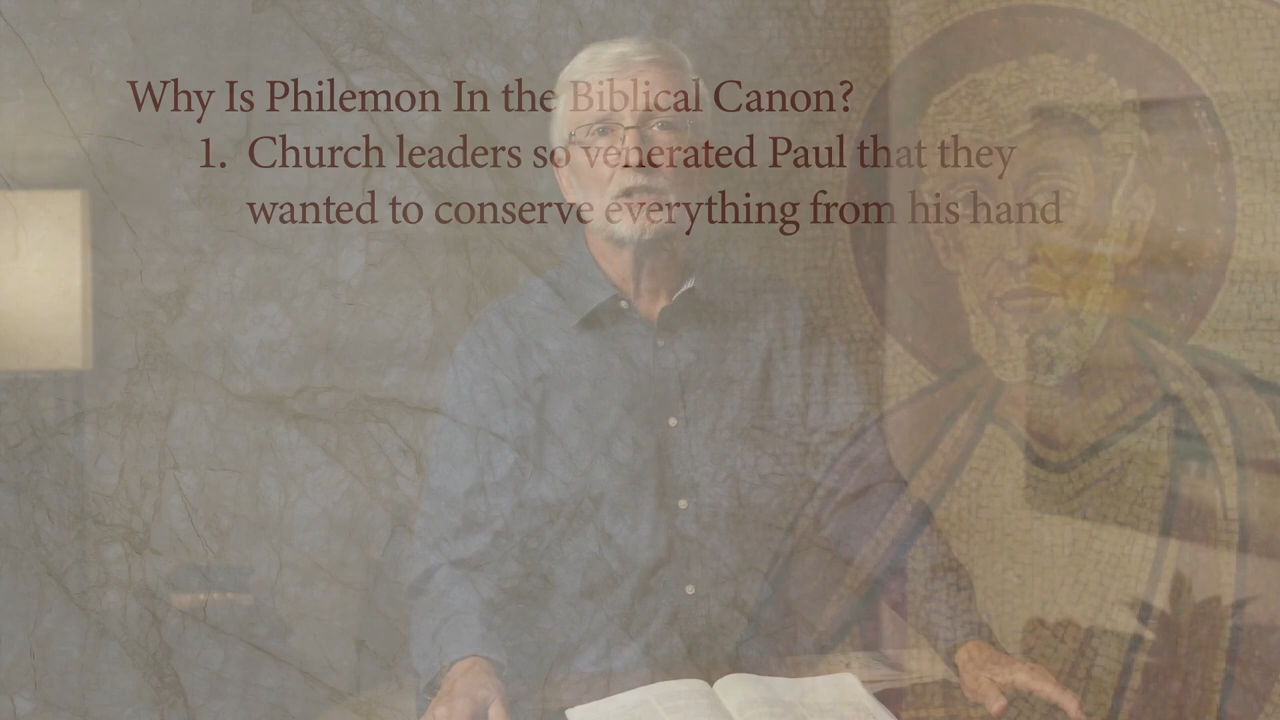 Why Is Philemon In the Biblical Canon?
1. Church leaders so venerated Paul that they
wanted to conserve everything from his hand